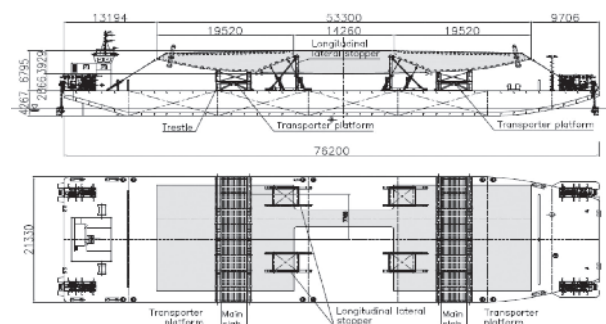 13194
53300
9706
19520
14260
19520
Longitudinal
lateral stopper
6795
3929
2866
4267
Trestle
Transporter platform
Transporter platform
76200
21330
Transporter
platform
Main
Longitudinal lateral
stopper
Main
Transporter
platform